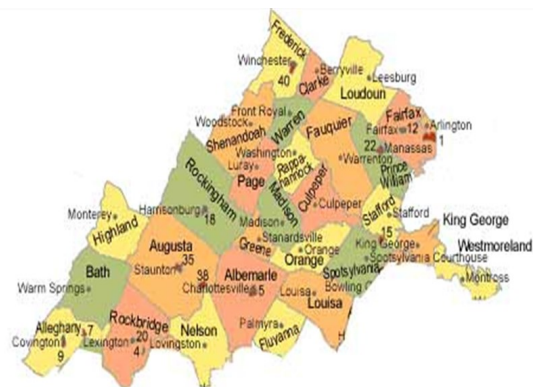 Frederick
Winchester
40
Clarke
Berryville
Leesburg
Loudoun
Front Royal
Woodstock
Warren
Shenandoah
Fauquier
Fairfax
Fairfax 12
Arlington
1
22
Manassas
Washington
Rappa-
hannock
Warrenton
Prince
William
Luray
Page
Rockingham
Madison
Culpeper
Culpeper
Stafford
Stafford
Harrisonburg
18
Madison
15
King George
King George
Westmoreland
Monterey
Highland
Augusta
35
Staunton
Greene
Stanardsville
Orange
Orange
Spotsylvania
Spotsylvania Courthouse
Montross
Bath
Warm Springs
38
Charlottesville
Albemarle
5
Louisa
Louisa
Bowling
Alleghany
7
Covington
9
Rockbridge
20
Lexington
4
Nelson
Lovingston
Palmyra
Fluvanna
H